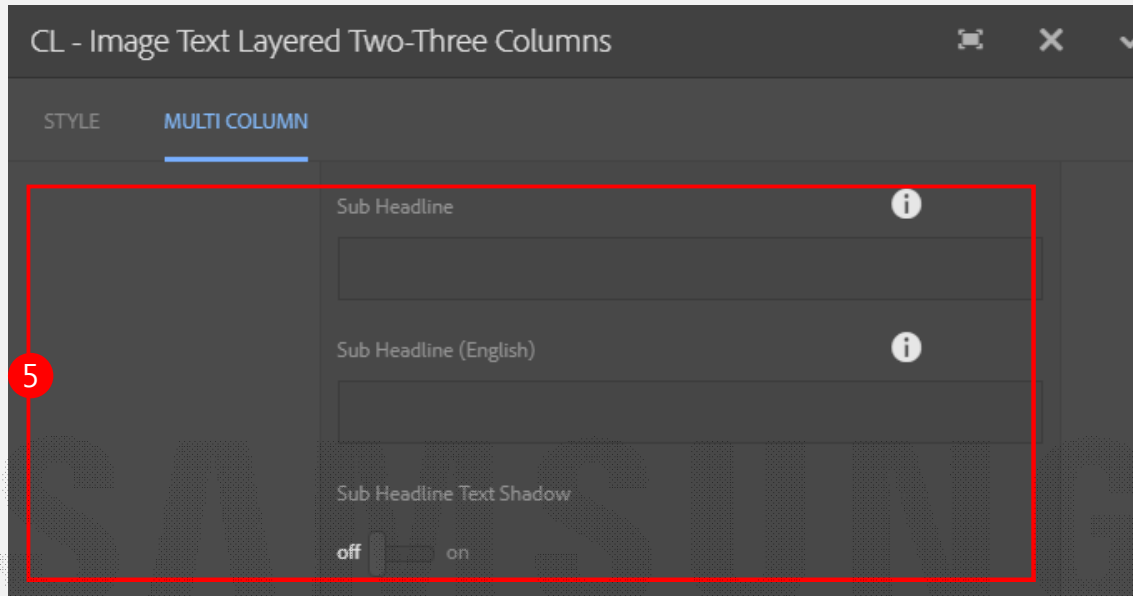 CL - Image Text Layered Two-Three Columns
STYLE MULTI COLUMN
Sub Headline
Sub Headline (English)
5
Sub Headline Text Shadow
off on
SAMSUNG